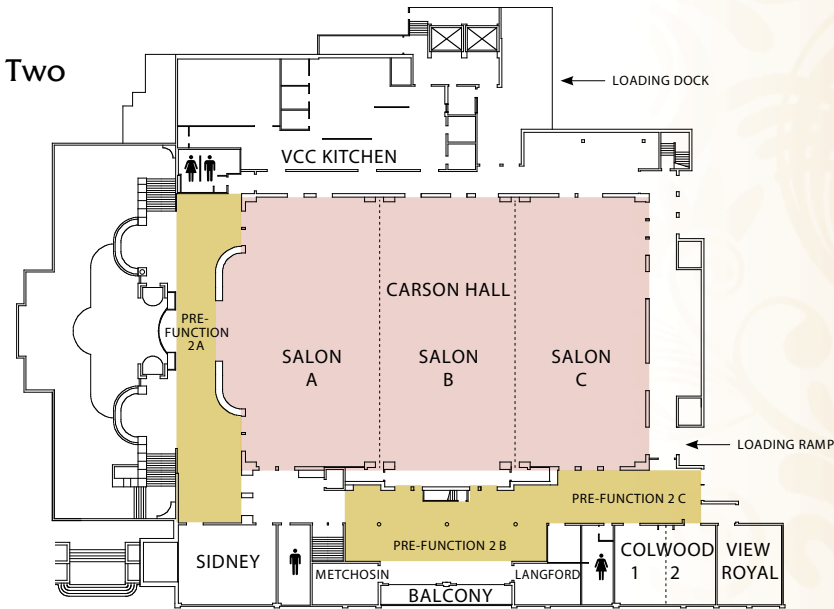 Two
LOADING DOCK
VCC KITCHEN
CARSON HALL
PRE-
FUNCTION
2A
SALON
A
SALON
B
SALON
C
LOADING RAMP
PRE-FUNCTION 2 C
PRE-FUNCTION 2 B
SIDNEY
METCHOSIN
BALCONY
LANGFORD
COLWOOD
1 2
VIEW
ROYAL